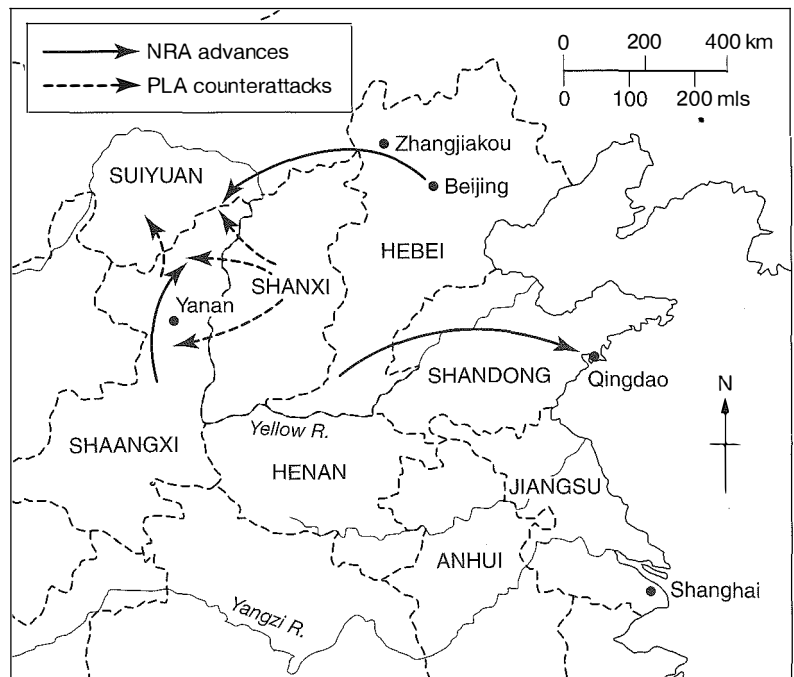 NRA advances
PLA counterattacks
0 200 400 km
0 100 200 mls
Zhangjiakou
SUIYUAN
Beijing
HEBEI
SHANXI
Yanan
SHANDONG
Qingdao
N
Yellow R.
SHAANGXI
HENAN
JIANGSU
ANHUI
Shanghai
Yangzi R.